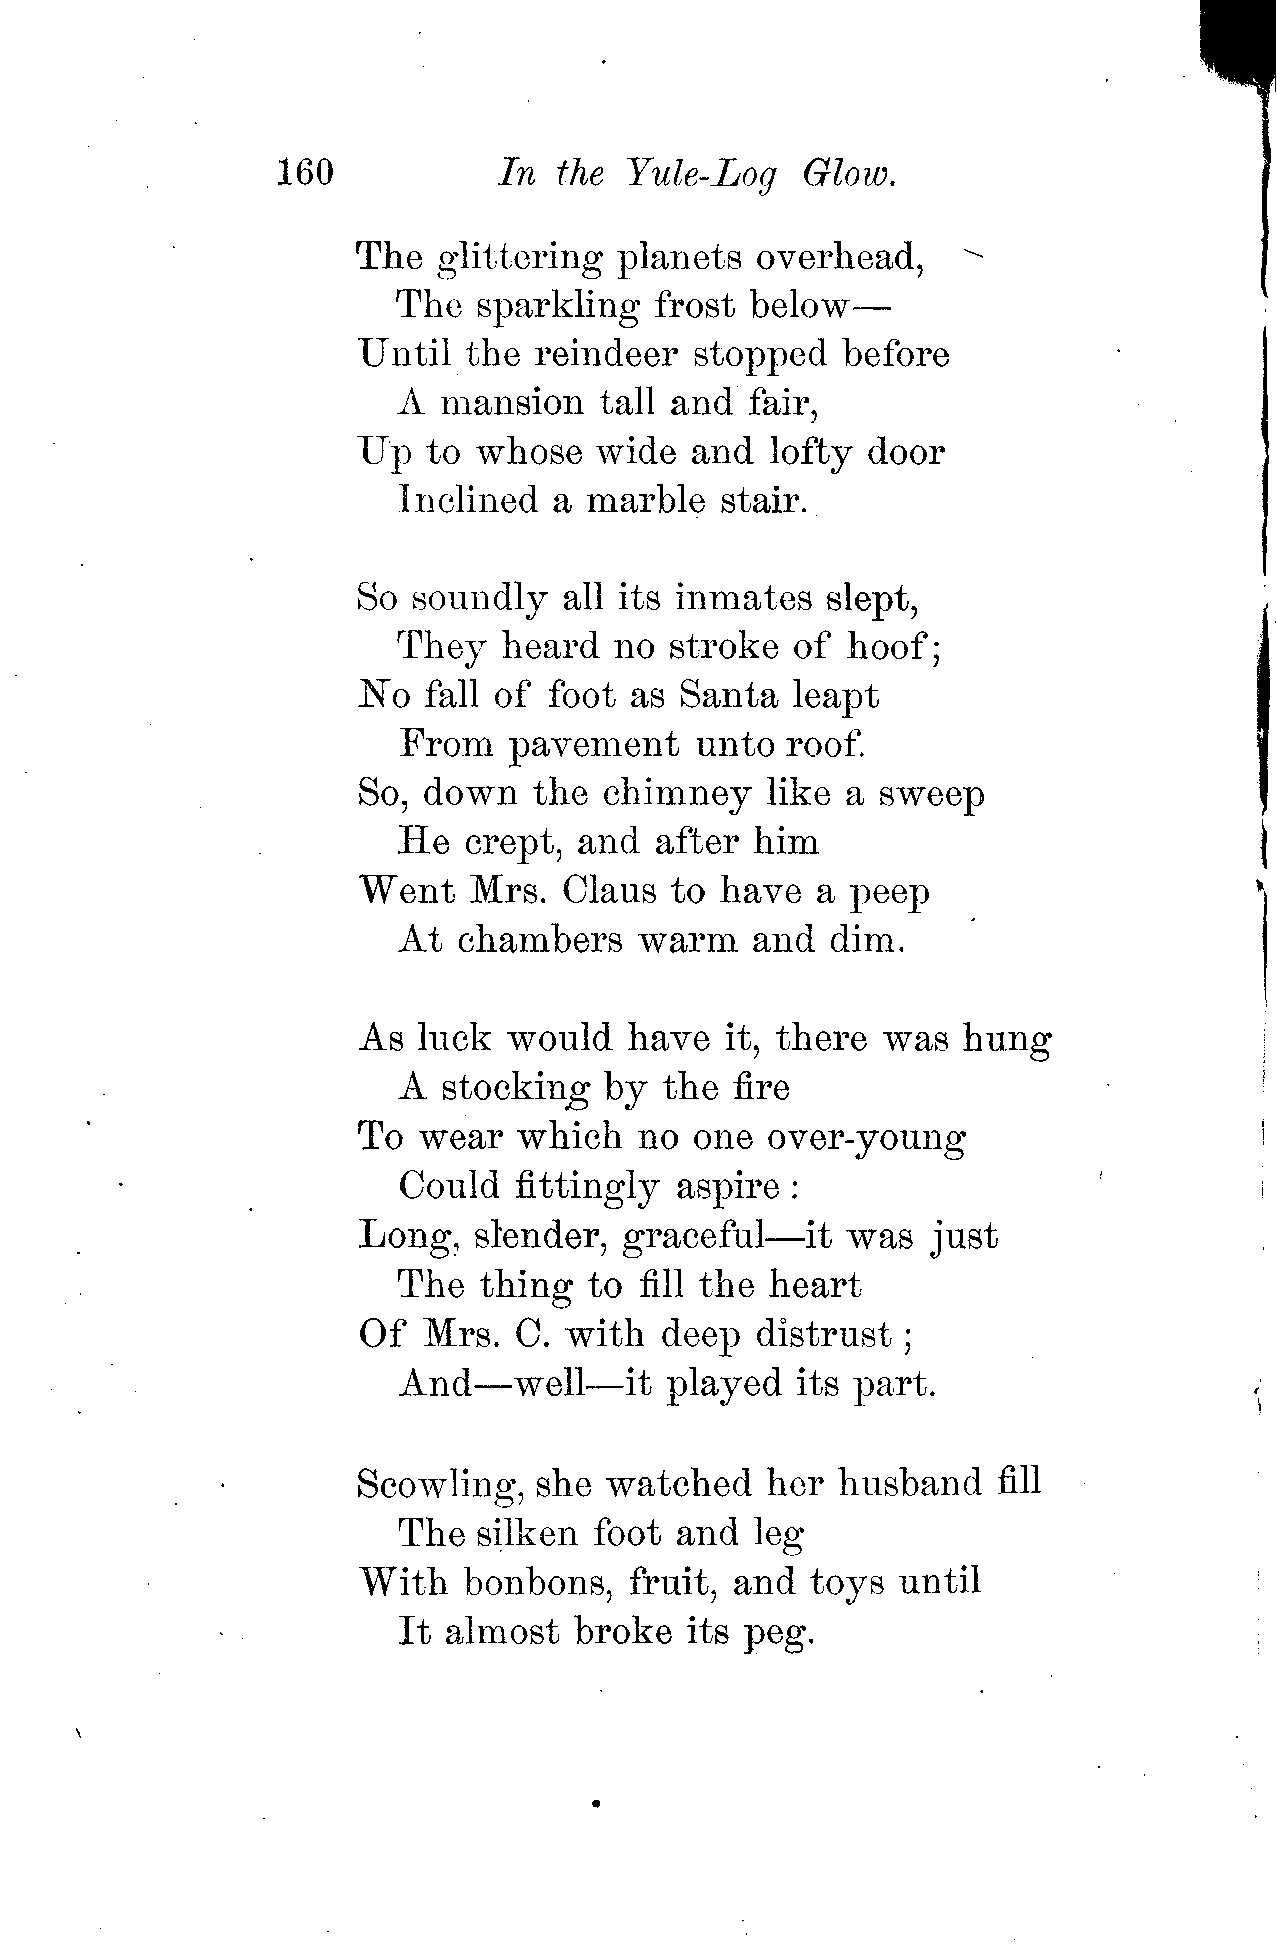 160 In the Yule-Log Glow.
The glittering planets overhead,
The sparkling frost below—
Until the reindeer stopped before
A mansion tall and fair,
Up to whose wide and lofty door
Inclined a marble stair.
So soundly all its inmates slept,
They heard no stroke of hoof;
No fall of foot as Santa leapt
From pavement unto roof.
So, down the chimney like a sweep
He crept, and after him
Went Mrs. Claus to have a peep
At chambers warm and dim.
As luck would have it, there was hung
A stocking by the fire
To wear which no one over-young
Could fittingly aspire :
Long, slender, graceful—it was just
The thing to fill the heart
Of Mrs. C. with deep distrust ;
And—well—it played its part.
Scowling, she watched her husband fill
The silken foot and leg
With bonbons, fruit, and toys until
It almost broke its peg.